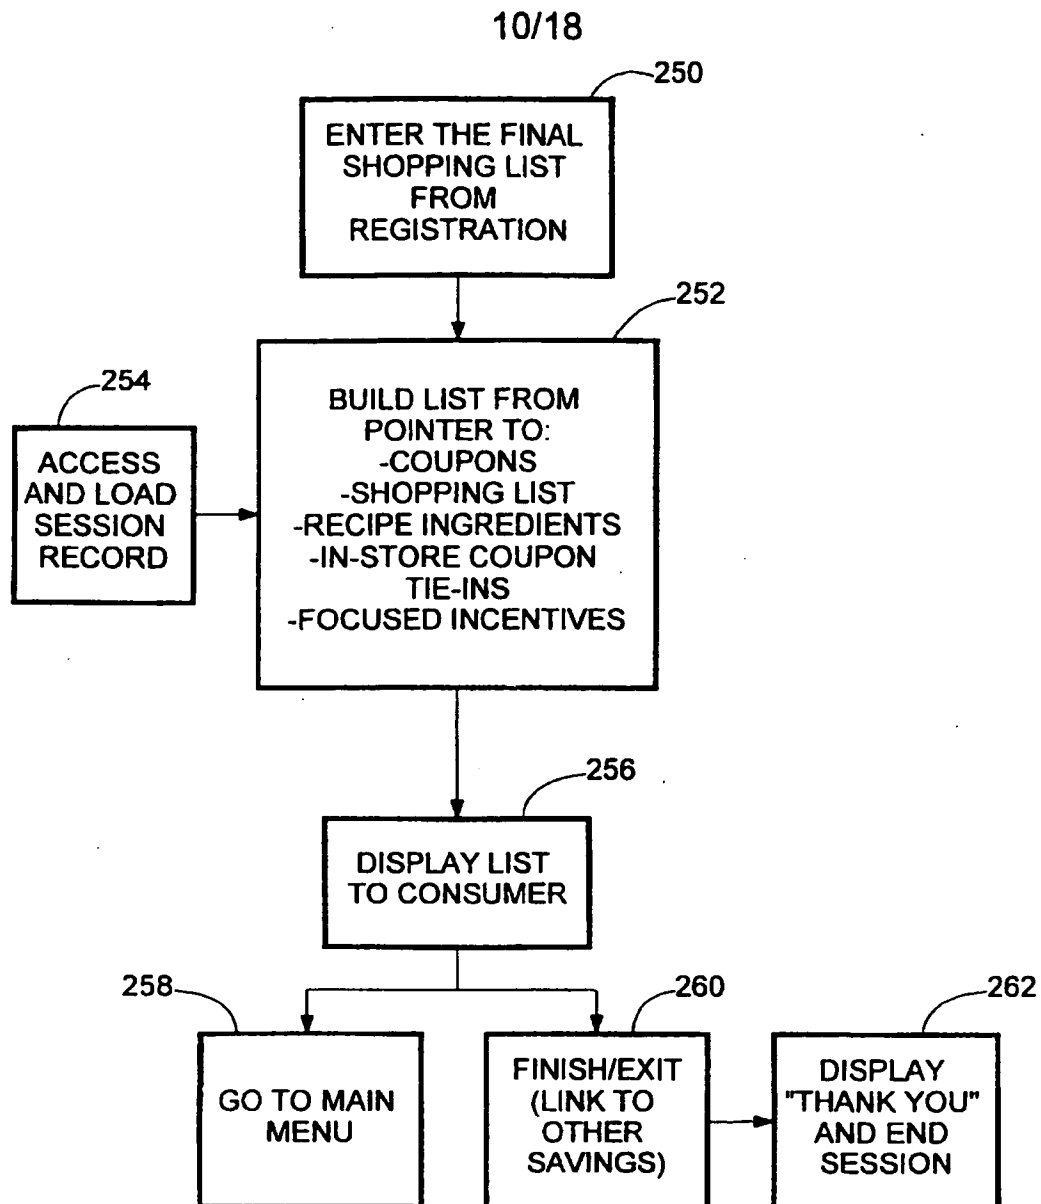 10/18
250
ENTER THE FINAL
SHOPPING LIST
FROM
REGISTRATION
252
BUILD LIST FROM
POINTER TO:
-COUPONS
-SHOPPING LIST
-RECIPE INGREDIENTS
-IN-STORE COUPON
TIE-INS
-FOCUSED INCENTIVES
254
ACCESS
AND LOAD
SESSION
RECORD
256
DISPLAY LIST
TO CONSUMER
258
GO TO MAIN
MENU
260
FINISH/EXIT
(LINK TO
OTHER
SAVINGS)
262
DISPLAY
"THANK YOU"
AND END
SESSION